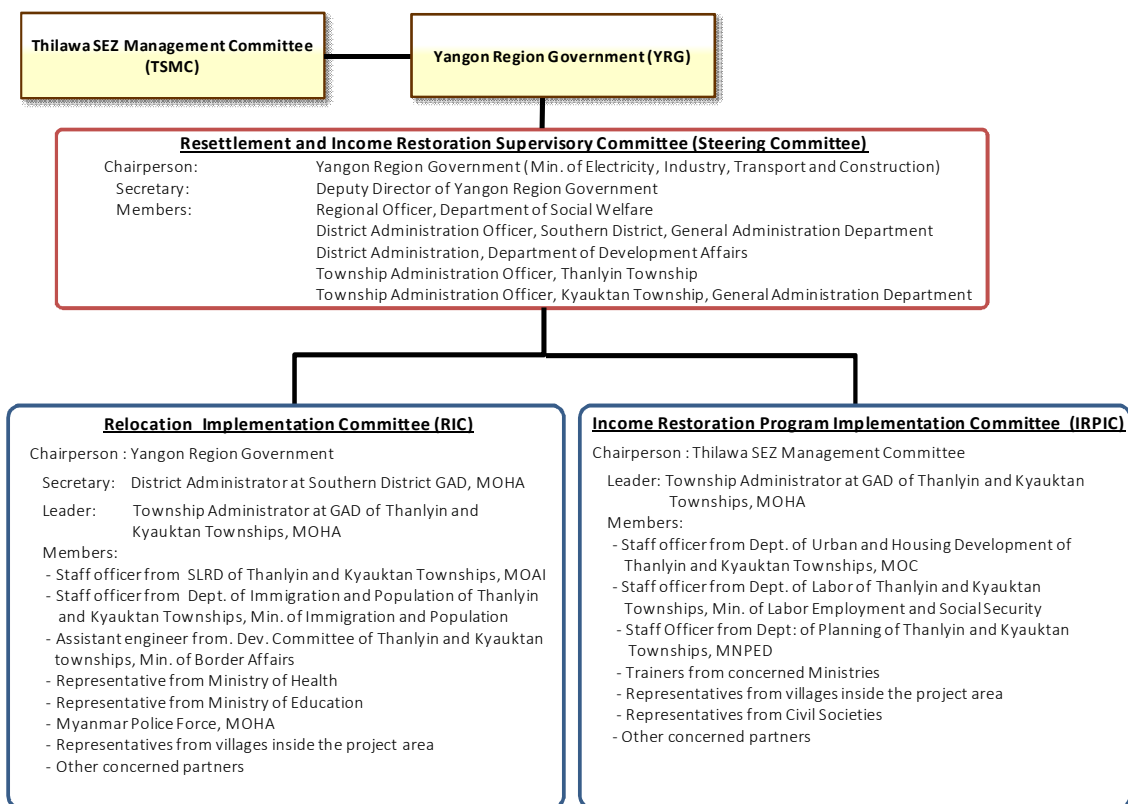 Thilawa SEZ Management Committee
(TSMC)
Yangon Region Government (YRG)
Resettlement and Income Restoration Supervisory Committee (Steering Committee)
Chairperson: Yangon Region Government (Min. of Electricity, Industry, Transport and Construction)
Secretary: Deputy Director of Yangon Region Government
Members: Regional Officer, Department of Social Welfare
District Administration Officer, Southern District, General Administration Department
District Administration, Department of Development Affairs
Township Administration Officer, Thanlyin Township
Township Administration Officer, Kyauktan Township, General Administration Department
Relocation Implementation Committee (RIC)
Chairperson : Yangon Region Government
Secretary: District Administrator at Southern District GAD, MOHA
Leader: Township Administrator at GAD of Thanlyin and
Kyauktan Townships, MOHA
Members:
- Staff officer from SLRD of Thanlyin and Kyauktan Townships, MOAI
- Staff officer from Dept. of Immigration and Population of Thanlyin
and Kyauktan Townships, Min. of Immigration and Population
- Assistant engineer from. Dev. Committee of Thanlyin and Kyauktan
townships, Min. of Border Affairs
- Representative from Ministry of Health
- Representative from Ministry of Education
- Myanmar Police Force, MOHA
- Representatives from villages inside the project area
- Other concerned partners
Income Restoration Program Implementation Committee (IRPIC)
Chairperson : Thilawa SEZ Management Committee
Leader: Township Administrator at GAD of Thanlyin and Kyauktan
Townships, MOHA
Members:
- Staff officer from Dept. of Urban and Housing Development of
Thanlyin and Kyauktan Townships, MOC
- Staff officer from Dept. of Labor of Thanlyin and Kyauktan
Townships, Min. of Labor Employment and Social Security
- Staff Officer from Dept: of Planning of Thanlyin and Kyauktan
Townships, MNPED
- Trainers from concerned Ministries
- Representatives from villages inside the project area
- Representatives from Civil Societies
- Other concerned partners